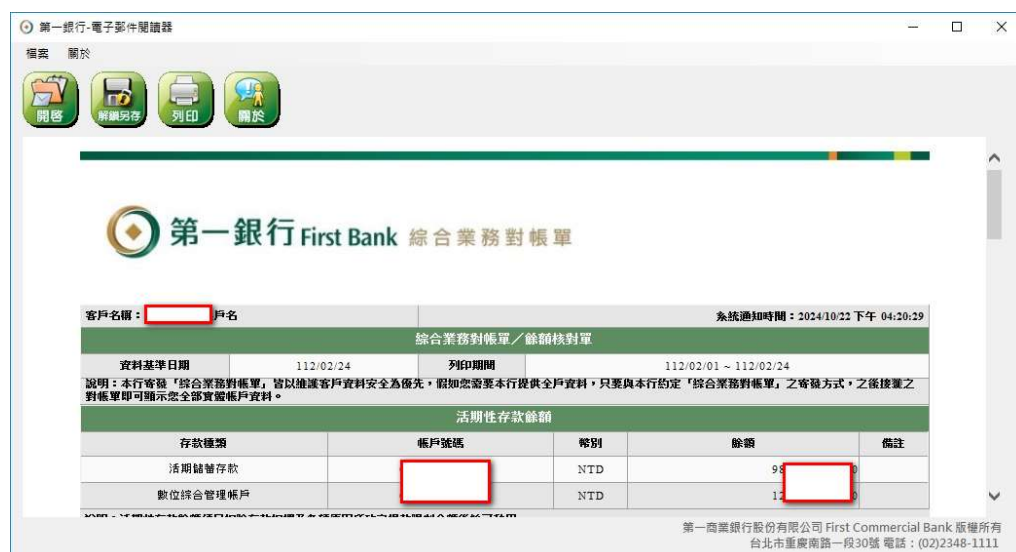 第一銀行-電子郵件閱讀器
檔案 關於
開啓 解鎖另存 列印 關於
第一銀行 First Bank 綜合業務對帳單
客戶名稱： 戶名 系統通知時間：2024/10/22 下午 04:20:29
綜合業務對帳單／餘額核對單
資料基準日期 112/02/24 列印期間 112/02/01 ~ 112/02/24
說明：本行寄發「綜合業務對帳單」皆以維護客戶資料安全為優先，假如您需要本行提供全戶資料，只要與本行約定「綜合業務對帳單」之寄發方式，之後接獲之
對帳單即可顯示您全部實體帳戶資料。
活期性存款餘額
存款種類 帳戶號碼 幣別 餘額 備註
活期儲蓄存款 NTD 98 0
數位綜合管理帳戶 NTD 12 0
第一商業銀行股份有限公司 First Commercial Bank 版權所有
台北市重慶南路一段30號 電話：(02)2348-1111